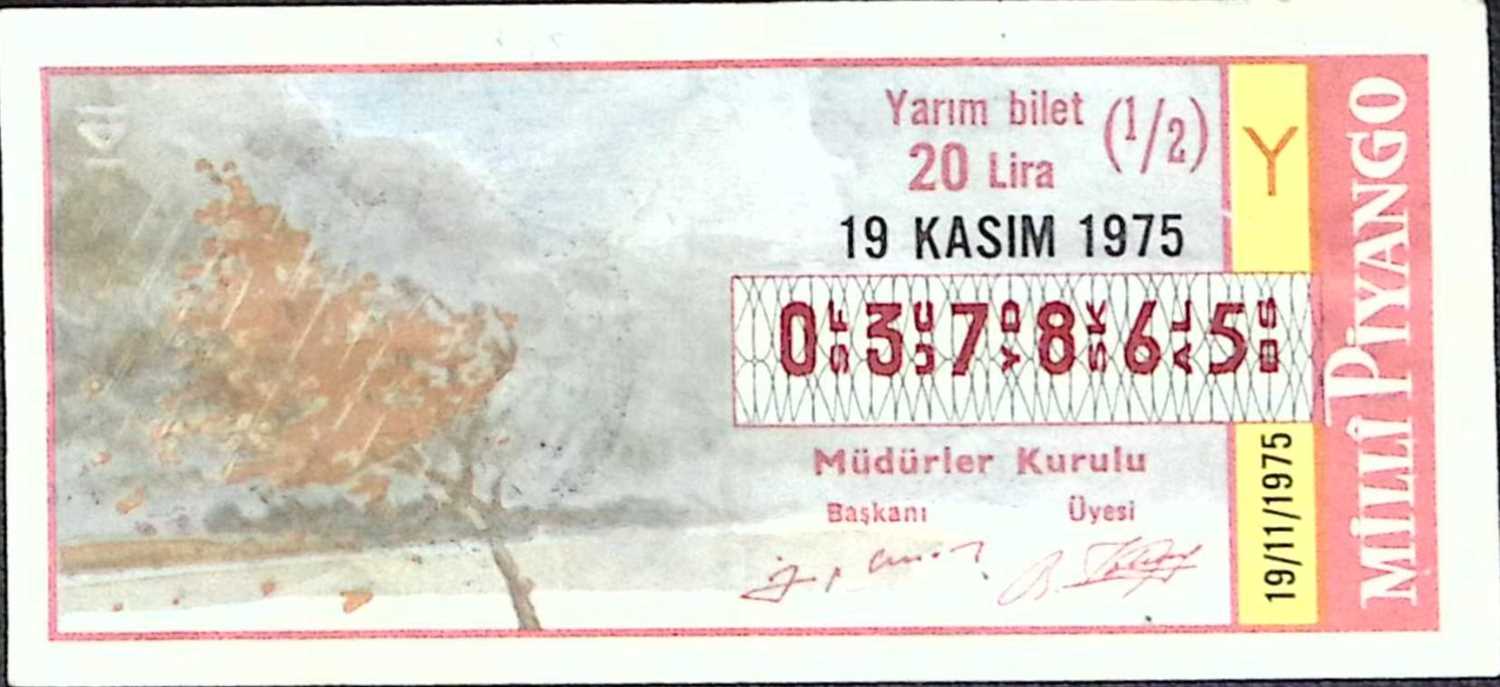 Yarım bilet (1/2)
20 Lira
19 KASIM 1975
0 3 7 8 6 5
Müdürler Kurulu
Başkanı Üyesi
Y
19/11/1975
MİLLÎ PİYANGO